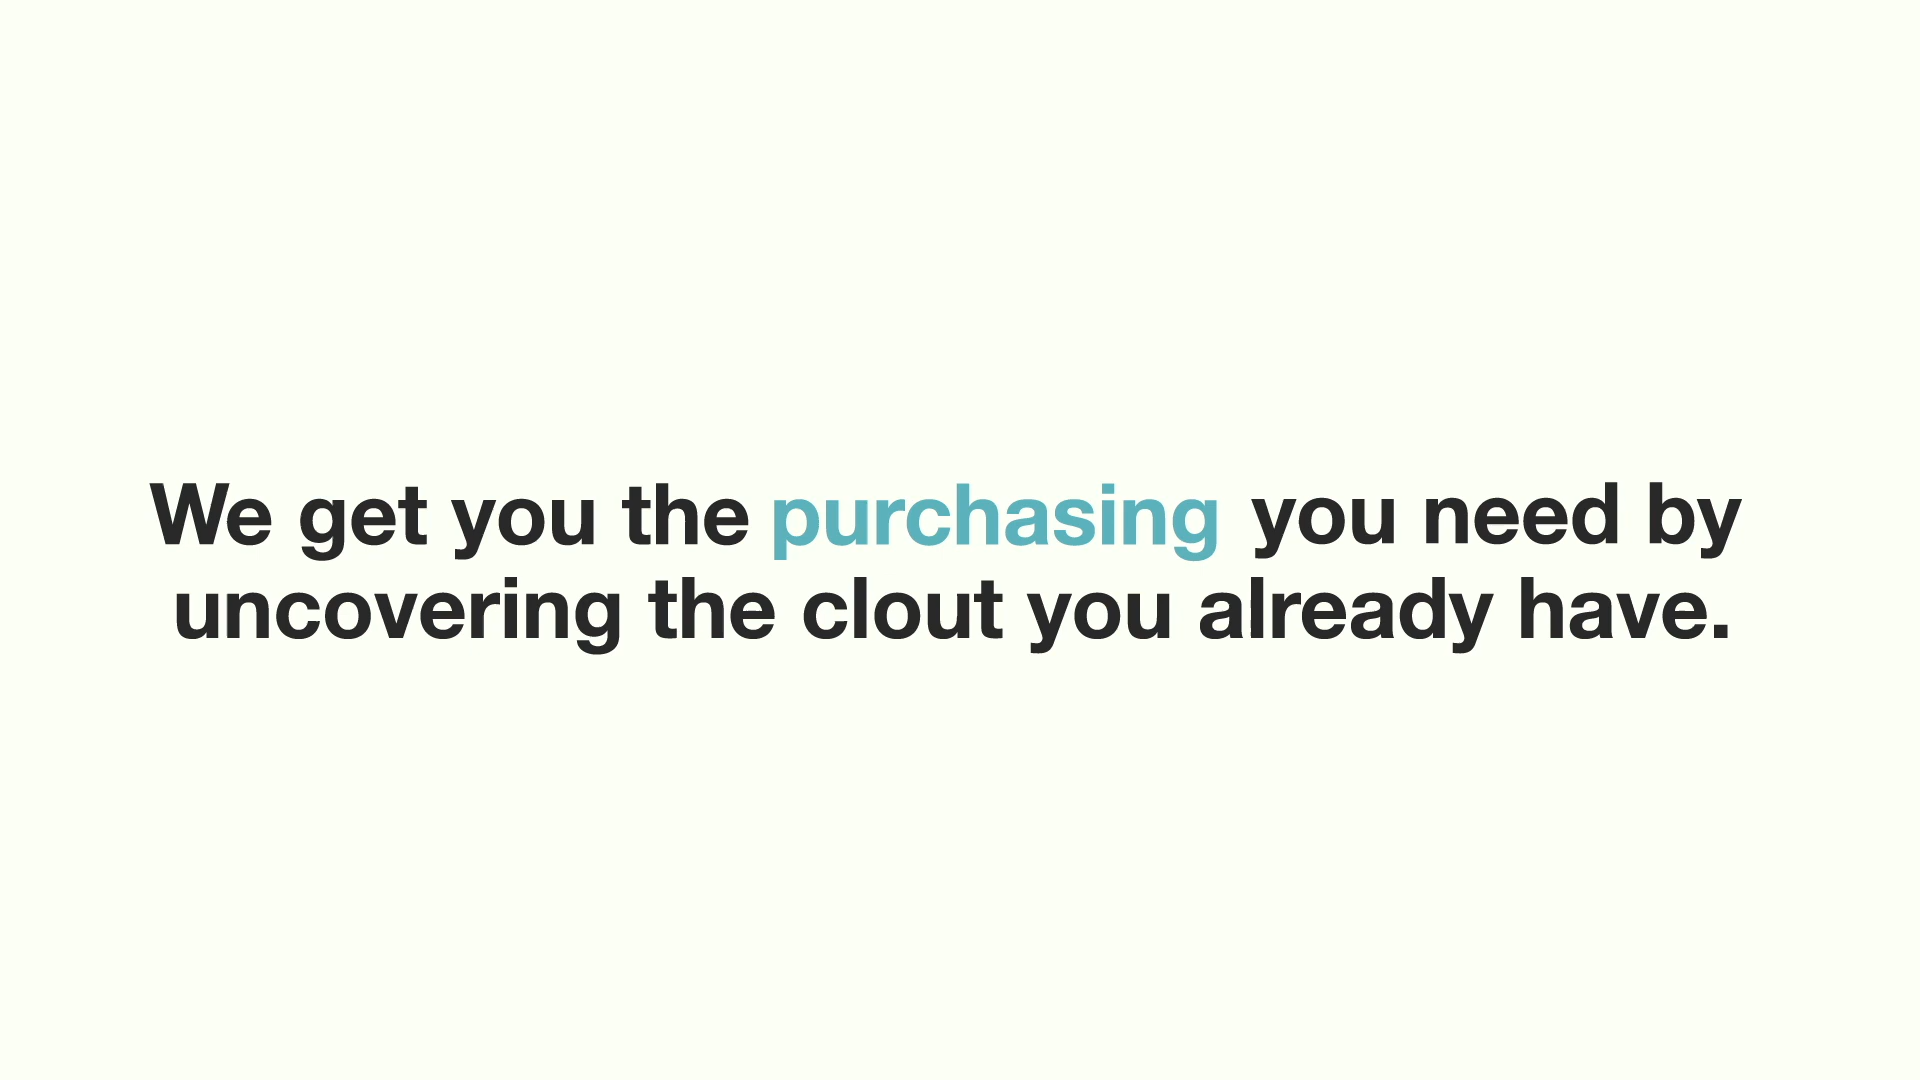 We get you the purchasing you need by
uncovering the clout you already have.